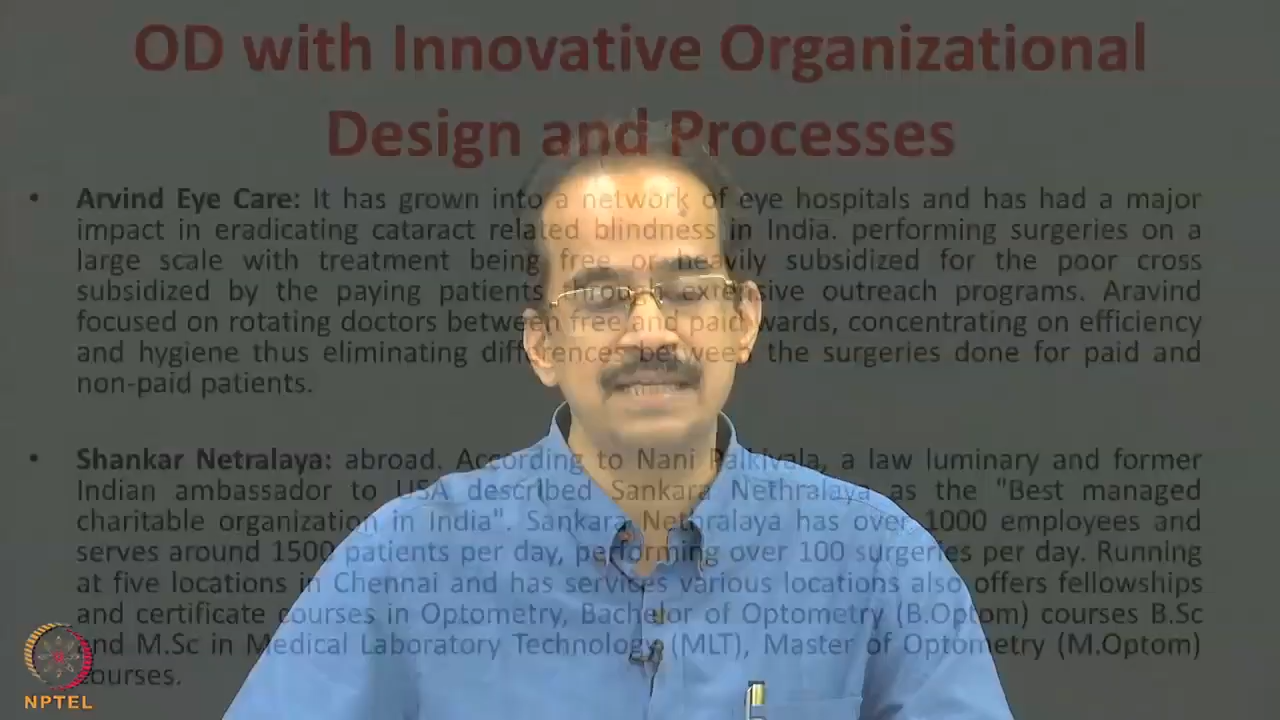 OD with Innovative Organizational
Design and Processes
• Arvind Eye Care: It has grown into a network of eye hospitals and has had a major
impact in eradicating cataract related blindness in India. performing surgeries on a
large scale with treatment being free or heavily subsidized for the poor cross
subsidized by the paying patients through extensive outreach programs. Aravind
focused on rotating doctors between free and paid wards, concentrating on efficiency
and hygiene thus eliminating differences between the surgeries done for paid and
non-paid patients.
• Shankar Netralaya: abroad. According to Nani Palkivala, a law luminary and former
Indian ambassador to USA described Sankara Nethralaya as the "Best managed
charitable organization in India". Sankara Nethralaya has over 1000 employees and
serves around 1500 patients per day, performing over 100 surgeries per day. Running
at five locations in Chennai and has services various locations also offers fellowships
and certificate courses in Optometry, Bachelor of Optometry (B.Optom) courses B.Sc
and M.Sc in Medical Laboratory Technology (MLT), Master of Optometry (M.Optom)
courses.
NPTEL